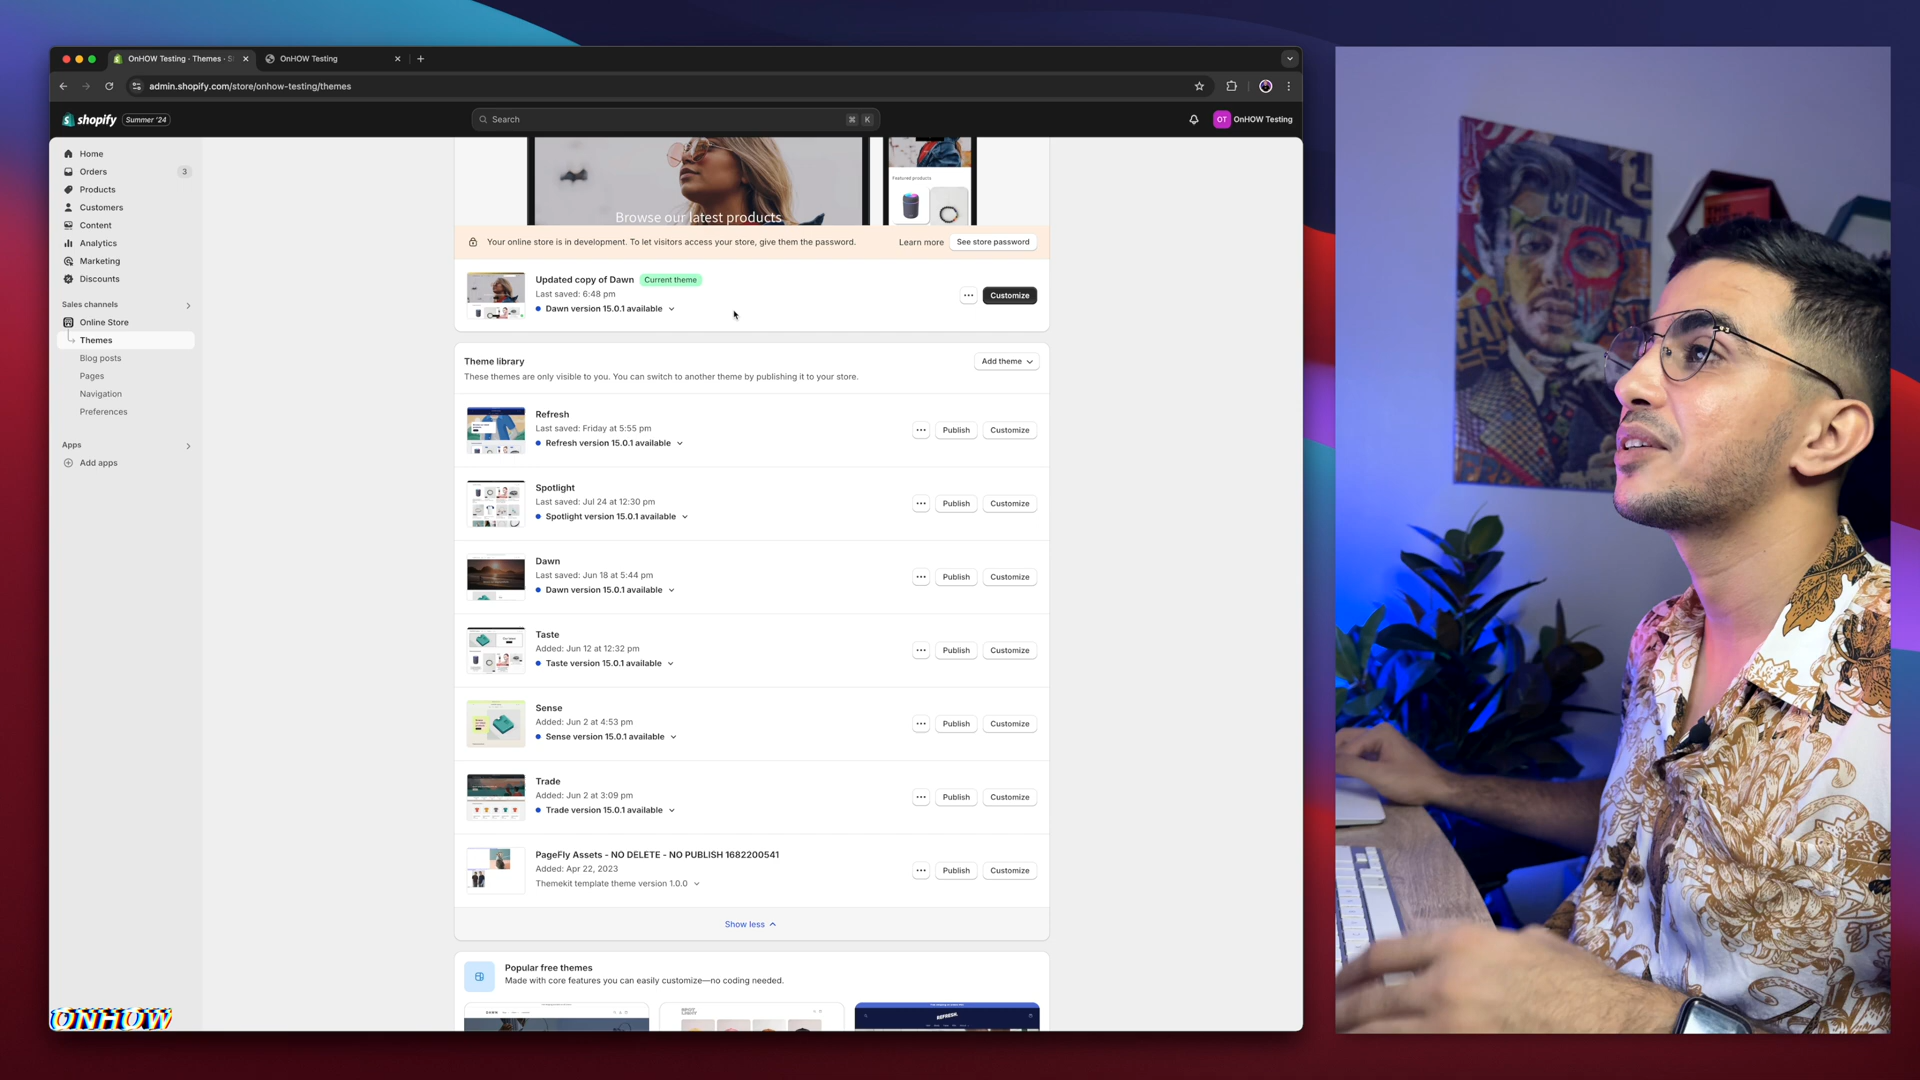 OnHOW Testing · Themes · S
OnHOW Testing
admin.shopify.com/store/onhow-testing/themes
shopify
Summer '24
Search
⌘ K
OT
OnHOW Testing
Home
Orders
3
Products
Customers
Content
Analytics
Marketing
Discounts
Sales channels
Online Store
Themes
Blog posts
Pages
Navigation
Preferences
Apps
Add apps
Browse our latest products
Featured products
Your online store is in development. To let visitors access your store, give them the password.
Learn more
See store password
Updated copy of Dawn
Current theme
Last saved: 6:48 pm
Dawn version 15.0.1 available
Customize
Theme library
Add theme
These themes are only visible to you. You can switch to another theme by publishing it to your store.
Refresh
Last saved: Friday at 5:55 pm
Refresh version 15.0.1 available
Publish
Customize
Spotlight
Last saved: Jul 24 at 12:30 pm
Spotlight version 15.0.1 available
Publish
Customize
Dawn
Last saved: Jun 18 at 5:44 pm
Dawn version 15.0.1 available
Publish
Customize
Taste
Added: Jun 12 at 12:32 pm
Taste version 15.0.1 available
Publish
Customize
Sense
Added: Jun 2 at 4:53 pm
Sense version 15.0.1 available
Publish
Customize
Trade
Added: Jun 2 at 3:09 pm
Trade version 15.0.1 available
Publish
Customize
PageFly Assets - NO DELETE - NO PUBLISH 1682200541
Added: Apr 22, 2023
Themekit template theme version 1.0.0
Publish
Customize
Show less
Popular free themes
Made with core features you can easily customize—no coding needed.
REFRESH.
ONHOW